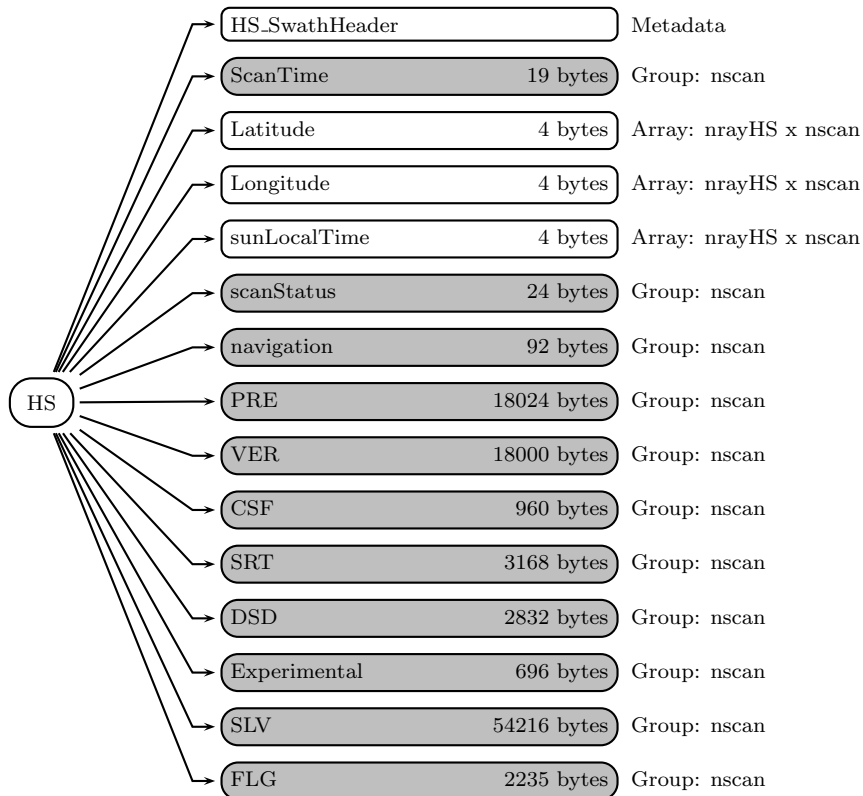 HS_SwathHeader Metadata
ScanTime 19 bytes Group: nscan
Latitude 4 bytes Array: nrayHS x nscan
Longitude 4 bytes Array: nrayHS x nscan
sunLocalTime 4 bytes Array: nrayHS x nscan
scanStatus 24 bytes Group: nscan
navigation 92 bytes Group: nscan
HS
PRE 18024 bytes Group: nscan
VER 18000 bytes Group: nscan
CSF 960 bytes Group: nscan
SRT 3168 bytes Group: nscan
DSD 2832 bytes Group: nscan
Experimental 696 bytes Group: nscan
SLV 54216 bytes Group: nscan
FLG 2235 bytes Group: nscan